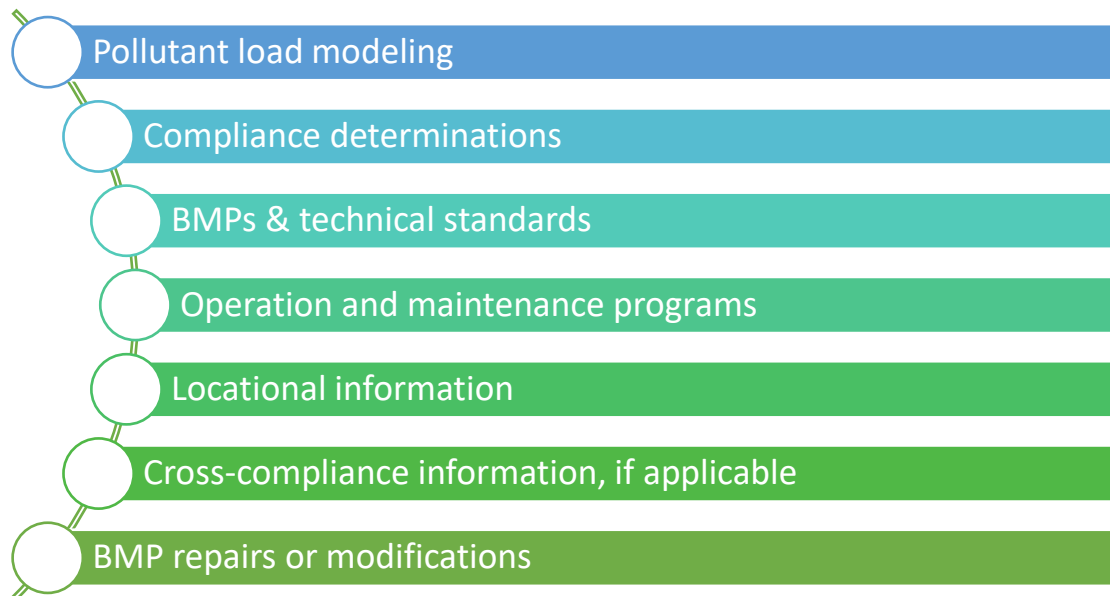 Pollutant load modeling
Compliance determinations
BMPs & technical standards
Operation and maintenance programs
Locational information
Cross-compliance information, if applicable
BMP repairs or modifications